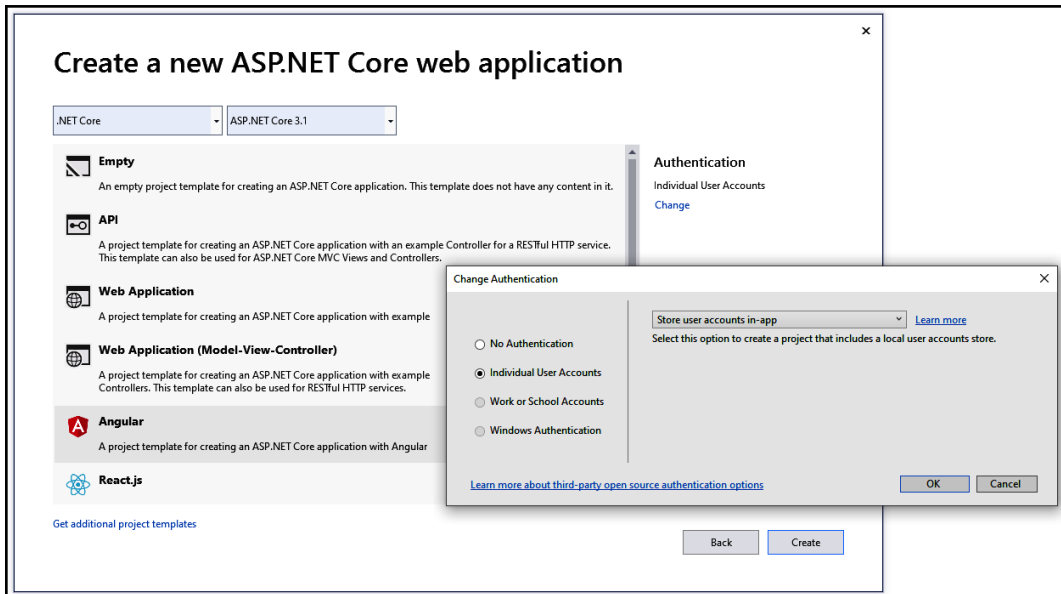 Create a new ASP.NET Core web application
.NET Core
ASP.NET Core 3.1
Empty
An empty project template for creating an ASP.NET Core application. This template does not have any content in it.
API
A project template for creating an ASP.NET Core application with an example Controller for a RESTful HTTP service.
This template can also be used for ASP.NET Core MVC Views and Controllers.
Web Application
A project template for creating an ASP.NET Core application with example
Web Application (Model-View-Controller)
A project template for creating an ASP.NET Core application with example
Controllers. This template can also be used for RESTful HTTP services.
Angular
A project template for creating an ASP.NET Core application with Angular
React.js
Get additional project templates
Authentication
Individual User Accounts
Change
Back
Create
Change Authentication
No Authentication
Individual User Accounts
Work or School Accounts
Windows Authentication
Store user accounts in-app
Learn more
Select this option to create a project that includes a local user accounts store.
Learn more about third-party open source authentication options
OK
Cancel